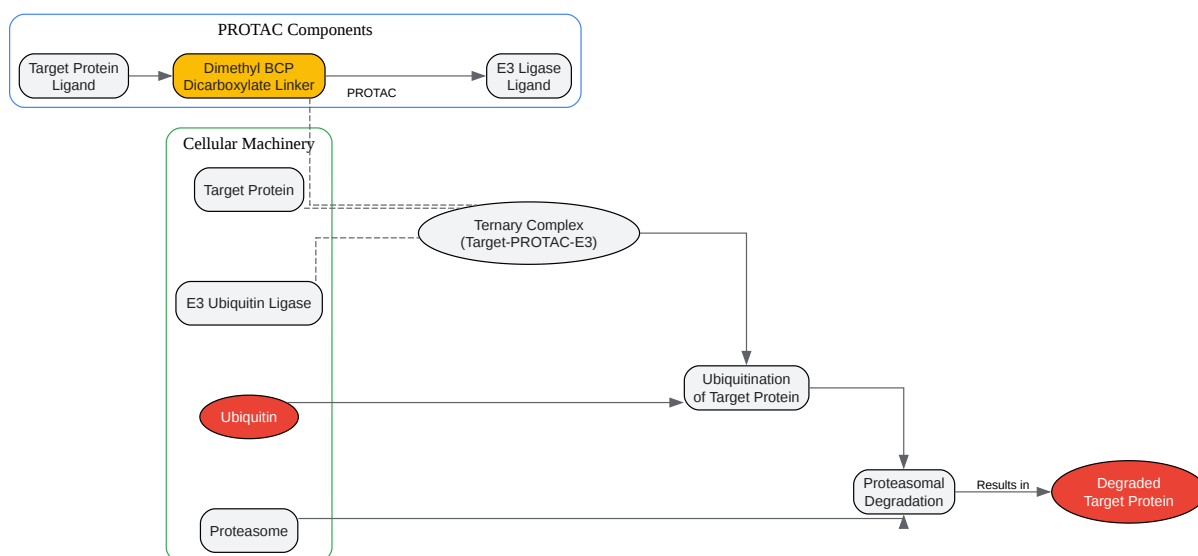 PROTAC Components
Target Protein
Ligand
Dimethyl BCP
Dicarboxylate Linker
PROTAC
E3 Ligase
Ligand
Cellular Machinery
Target Protein
Ternary Complex
(Target-PROTAC-E3)
E3 Ubiquitin Ligase
Ubiquitination
of Target Protein
Ubiquitin
Proteasomal
Degradation
Results in
Degraded
Target Protein
Proteasome